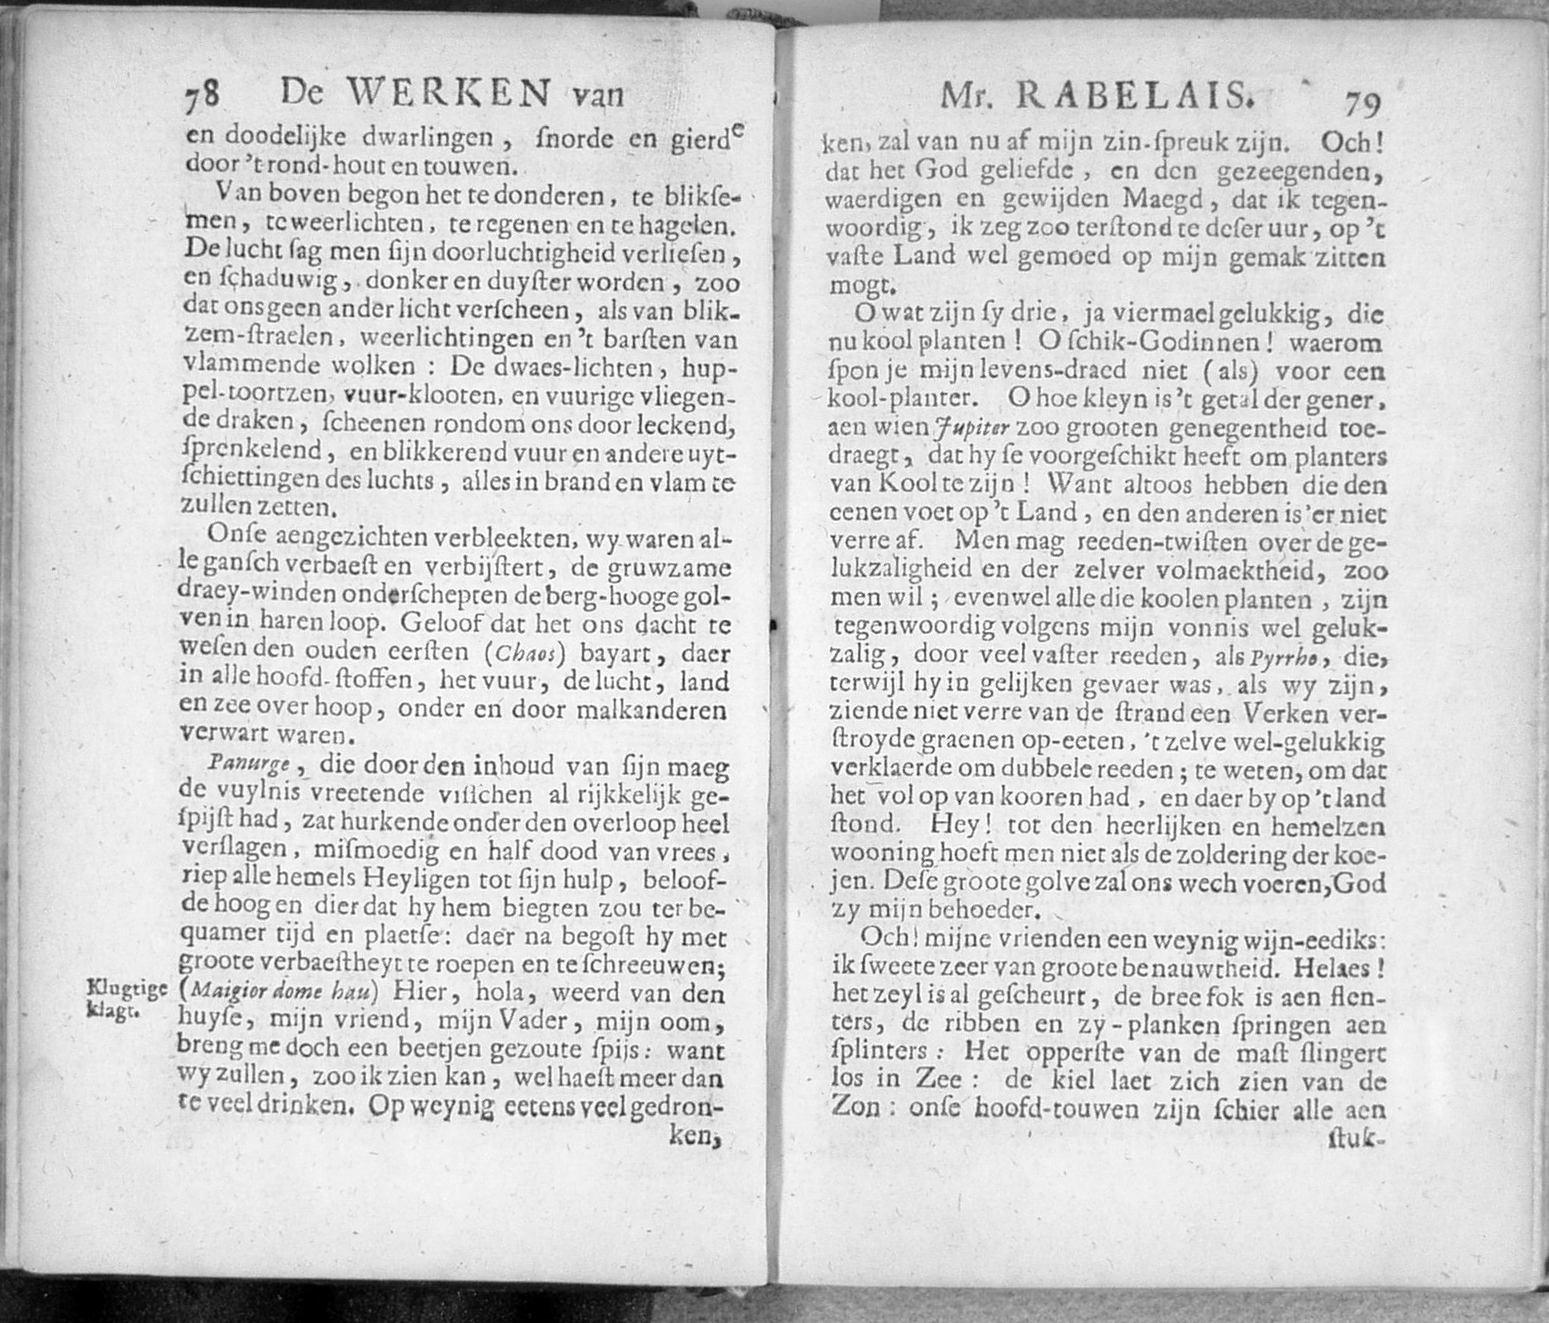 78 De WERKEN van
en doodelijke dwarlingen, ſnorde en gierde
door 't rond-hout en touwen.
Van boven begon het te donderen, te blikſe-
men, te weerlichten, te regenen en te hagelen.
De lucht ſag men ſijn doorluchtigheid verlieſen,
en ſchaduwig, donker en duyſter worden, zoo
dat ons geen ander licht verſcheen, als van blik-
zem-ſtraelen, weerlichtingen en 't barſten van
vlammende wolken : De dwaes-lichten, hup-
pel-toortzen, vuur-klooten, en vuurige vliegen-
de draken, ſcheenen rondom ons door leckend,
ſprenkelend, en blikkerend vuur en andere uyt-
ſchiettingen des luchts, alles in brand en vlam te
zullen zetten.
Onſe aengezichten verbleekten, wy waren al-
le ganſch verbaeſt en verbijſtert, de gruwzame
draey-winden onderſchepten de berg-hooge gol-
ven in haren loop. Geloof dat het ons dacht te
weſen den ouden eerſten (Chaos) bayart, daer
in alle hoofd-ſtoffen, het vuur, de lucht, land
en zee over hoop, onder en door malkanderen
verwart waren.
Panurge, die door den inhoud van ſijn maeg
de vuylnis vreetende viſſchen al rijkkelijk ge-
ſpijſt had, zat hurkende onder den overloop heel
verſlagen, miſmoedig en half dood van vrees,
riep alle hemels Heyligen tot ſijn hulp, beloof-
de hoog en dier dat hy hem biegten zou ter be-
quamer tijd en plaetſe: daer na begoſt hy met
groote verbaeſtheyt te roepen en te ſchreeuwen;
Klugtige
klagt.
(Maigior dome hau) Hier, hola, weerd van den
huyſe, mijn vriend, mijn Vader, mijn oom,
breng me doch een beetjen gezoute ſpijs: want
wy zullen, zoo ik zien kan, wel haeſt meer dan
te veel drinken. Op weynig eetens veel gedron-
ken,
Mr. RABELAIS. 79
ken, zal van nu af mijn zin-ſpreuk zijn. Och!
dat het God geliefde, en den gezeegenden,
waerdigen en gewijden Maegd, dat ik tegen-
woordig, ik zeg zoo terſtond te deſer uur, op 't
vaſte Land wel gemoed op mijn gemak zitten
mogt.
O wat zijn ſy drie, ja viermael gelukkig, die
nu kool planten! O ſchik-Godinnen! waerom
ſpon je mijn levens-draed niet (als) voor een
kool-planter. O hoe kleyn is 't getal der gener,
aen wien Jupiter zoo grooten genegentheid toe-
draegt, dat hy ſe voorgeſchikt heeft om planters
van Kool te zijn! Want altoos hebben die den
eenen voet op 't Land, en den anderen is 'er niet
verre af. Men mag reeden-twiſten over de ge-
lukzaligheid en der zelver volmaektheid, zoo
men wil; evenwel alle die koolen planten, zijn
tegenwoordig volgens mijn vonnis wel geluk-
zalig, door veel vaſter reeden, als Pyrrho, die,
terwijl hy in gelijken gevaer was, als wy zijn,
ziende niet verre van de ſtrand een Verken ver-
ſtroyde graenen op-eeten, 't zelve wel-gelukkig
verklaerde om dubbele reeden; te weten, om dat
het vol op van kooren had, en daer by op 't land
ſtond. Hey! tot den heerlijken en hemelzen
wooning hoeft men niet als de zoldering der koe-
jen. Deſe groote golve zal ons wech voeren, God
zy mijn behoeder.
Och! mijne vrienden een weynig wijn-eediks:
ik ſweete zeer van groote benauwtheid. Helaes!
het zeyl is al geſcheurt, de bree fok is aen flen-
ters, de ribben en zy-planken ſpringen aen
ſplinters : Het opperſte van de maſt ſlingert
los in Zee : de kiel laet zich zien van de
Zon : onſe hoofd-touwen zijn ſchier alle aen
ſtuk-